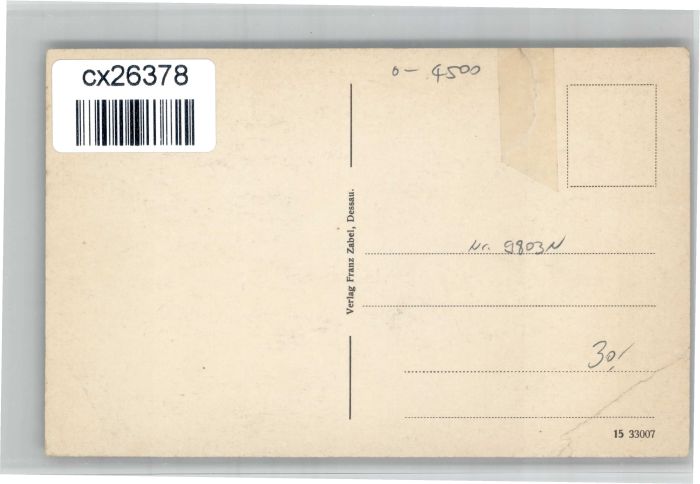 cx26378
o- 4500
Verlag Franz Zabel, Dessau.
Nr. 9803N
30,-
15 33007